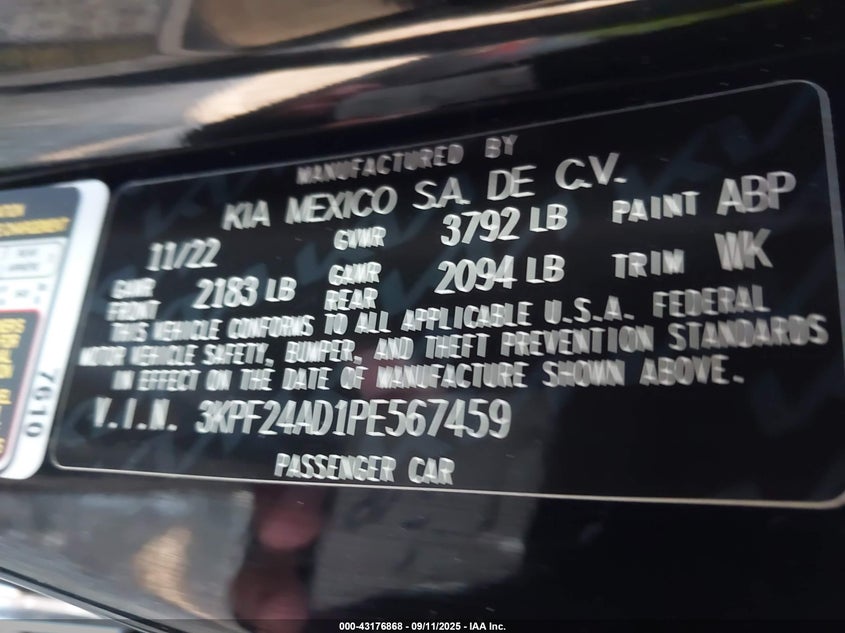 MANUFACTURED BY
KIA MEXICO S.A. DE C.V.
11/22 GVWR 3792 LB PAINT ABP
GAWR FRONT 2183 LB GAWR REAR 2094 LB TRIM WK
THIS VEHICLE CONFORMS TO ALL APPLICABLE U.S.A. FEDERAL
MOTOR VEHICLE SAFETY, BUMPER, AND THEFT PREVENTION STANDARDS
IN EFFECT ON THE DATE OF MANUFACTURE SHOWN ABOVE.
V.I.N. 3KPF24AD1PE567459
PASSENGER CAR
7610
000-43176868 - 09/11/2025 - IAA Inc.